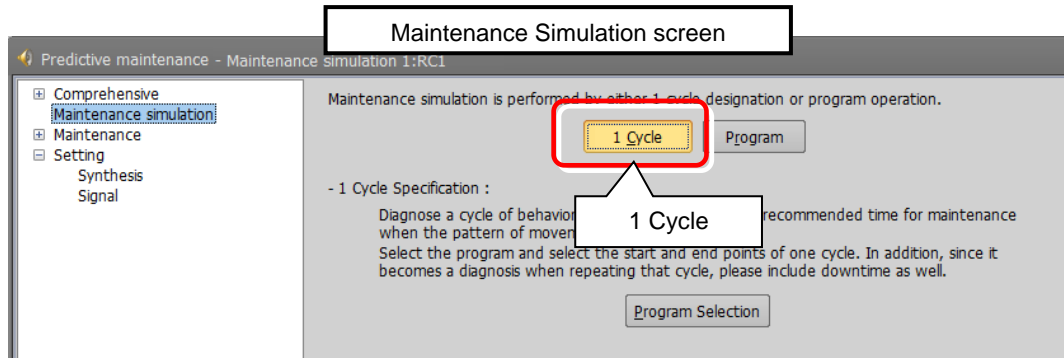 Maintenance Simulation screen
Predictive maintenance - Maintenance simulation 1:RC1
Comprehensive
Maintenance simulation
Maintenance
Setting
Synthesis
Signal
Maintenance simulation is performed by either 1 cycle designation or program operation.
1 Cycle
Program
- 1 Cycle Specification :
Diagnose a cycle of behavior recommended time for maintenance
when the pattern of
1 Cycle
Select the program and select the start and end points of one cycle. In addition, since it
becomes a diagnosis when repeating that cycle, please include downtime as well.
Program Selection